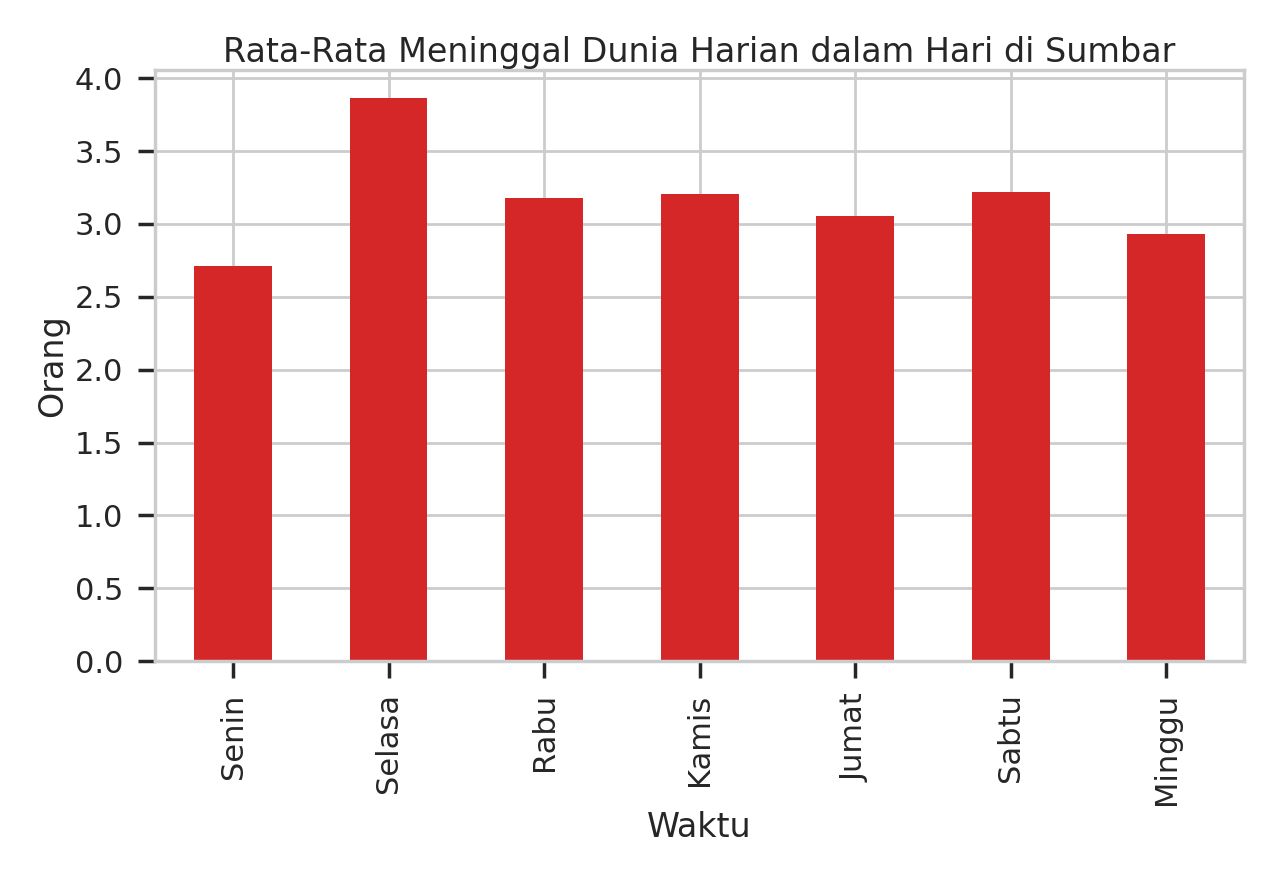 Rata-Rata Meninggal Dunia Harian dalam Hari di Sumbar
4.0
3.5
3.0
2.5
2.0
1.5
1.0
0.5
0.0
Orang
Senin
Selasa
Rabu
Kamis
Jumat
Sabtu
Minggu
Waktu